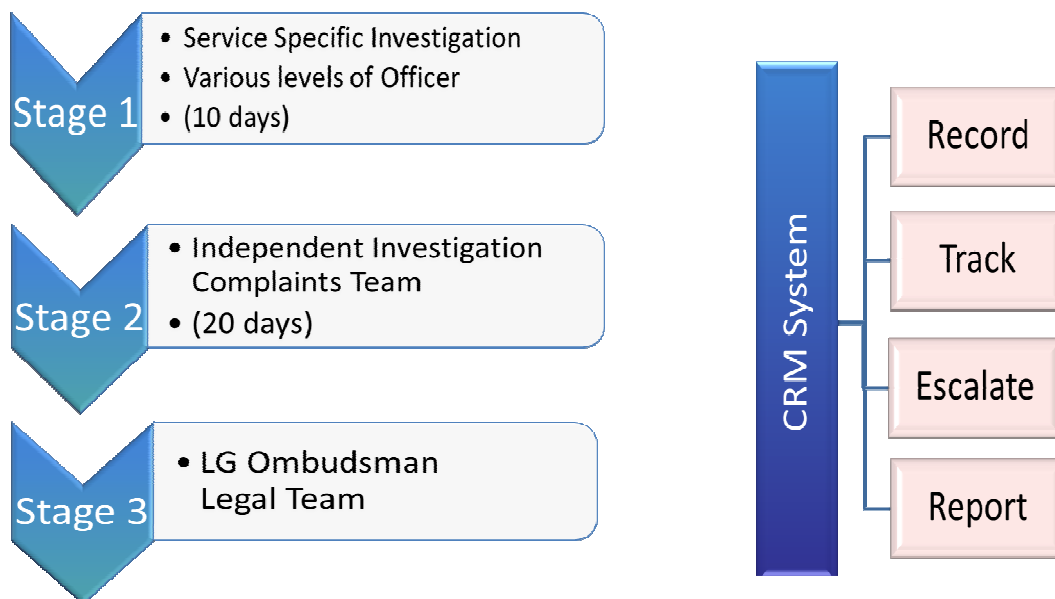 Stage 1
• Service Specific Investigation
• Various levels of Officer
• (10 days)
Stage 2
• Independent Investigation
Complaints Team
• (20 days)
Stage 3
• LG Ombudsman
Legal Team
CRM System
Record
Track
Escalate
Report